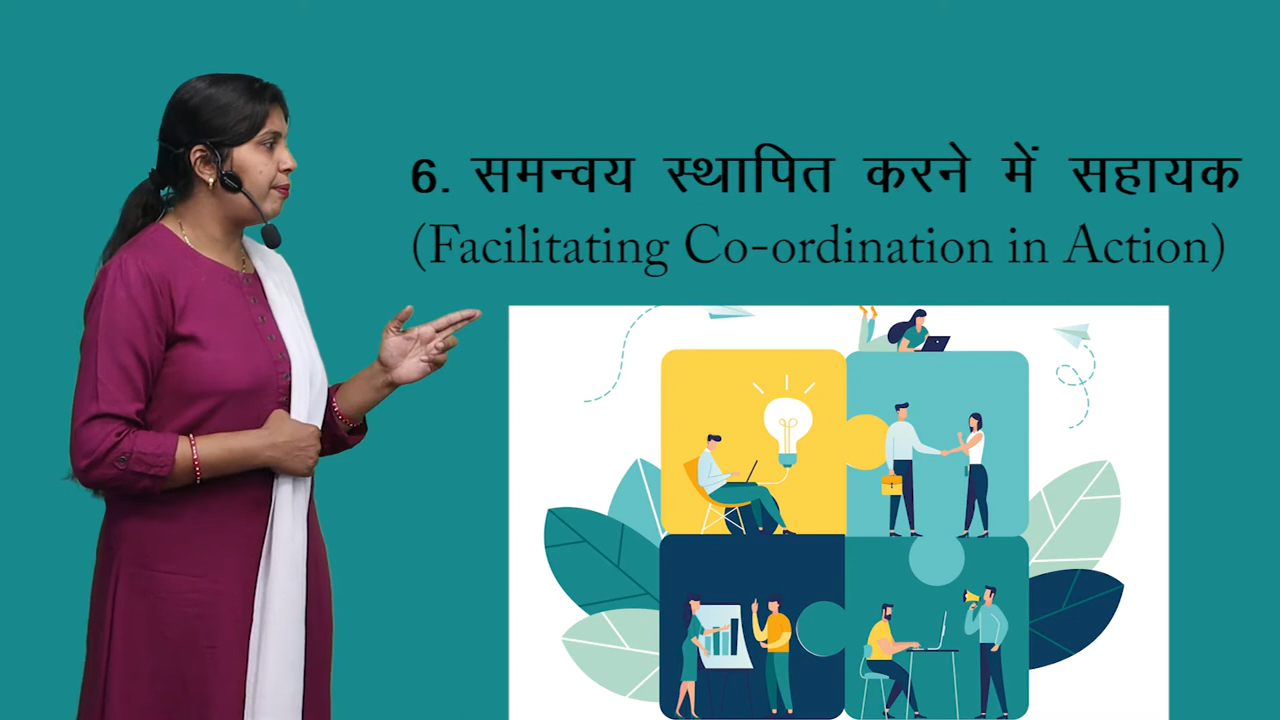 6. समन्वय स्थापित करने में सहायक
(Facilitating Co-ordination in Action)